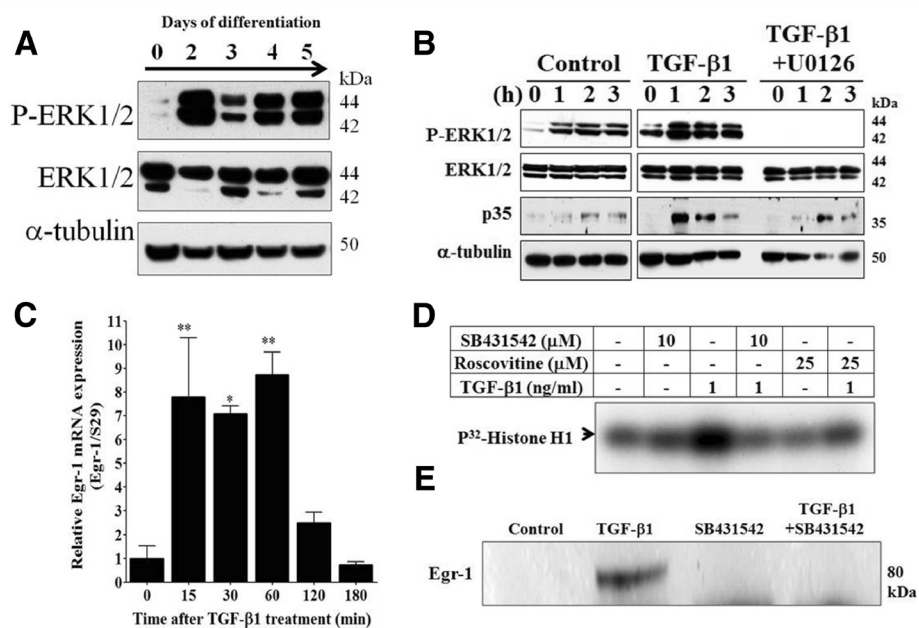 A
Days of differentiation
0 2 3 4 5
kDa
P-ERK1/2
44
42
ERK1/2
44
42
α-tubulin
50
B
Control
TGF-β1
TGF-β1
+U0126
(h) 0 1 2 3 0 1 2 3 0 1 2 3
kDa
P-ERK1/2
44
42
ERK1/2
44
42
p35
35
α-tubulin
50
C
Relative Egr-1 mRNA expression
(Egr-1/S29)
11
10
9
8
7
6
5
4
3
2
1
0
**
*
**
0 15 30 60 120 180
Time after TGF-β1 treatment (min)
D
SB431542 (μM) - 10 - 10 - -
Roscovitine (μM) - - - - 25 25
TGF-β1 (ng/ml) - - 1 1 - 1
P32-Histone H1
E
Control
TGF-β1
SB431542
TGF-β1
+SB431542
Egr-1
80
kDa